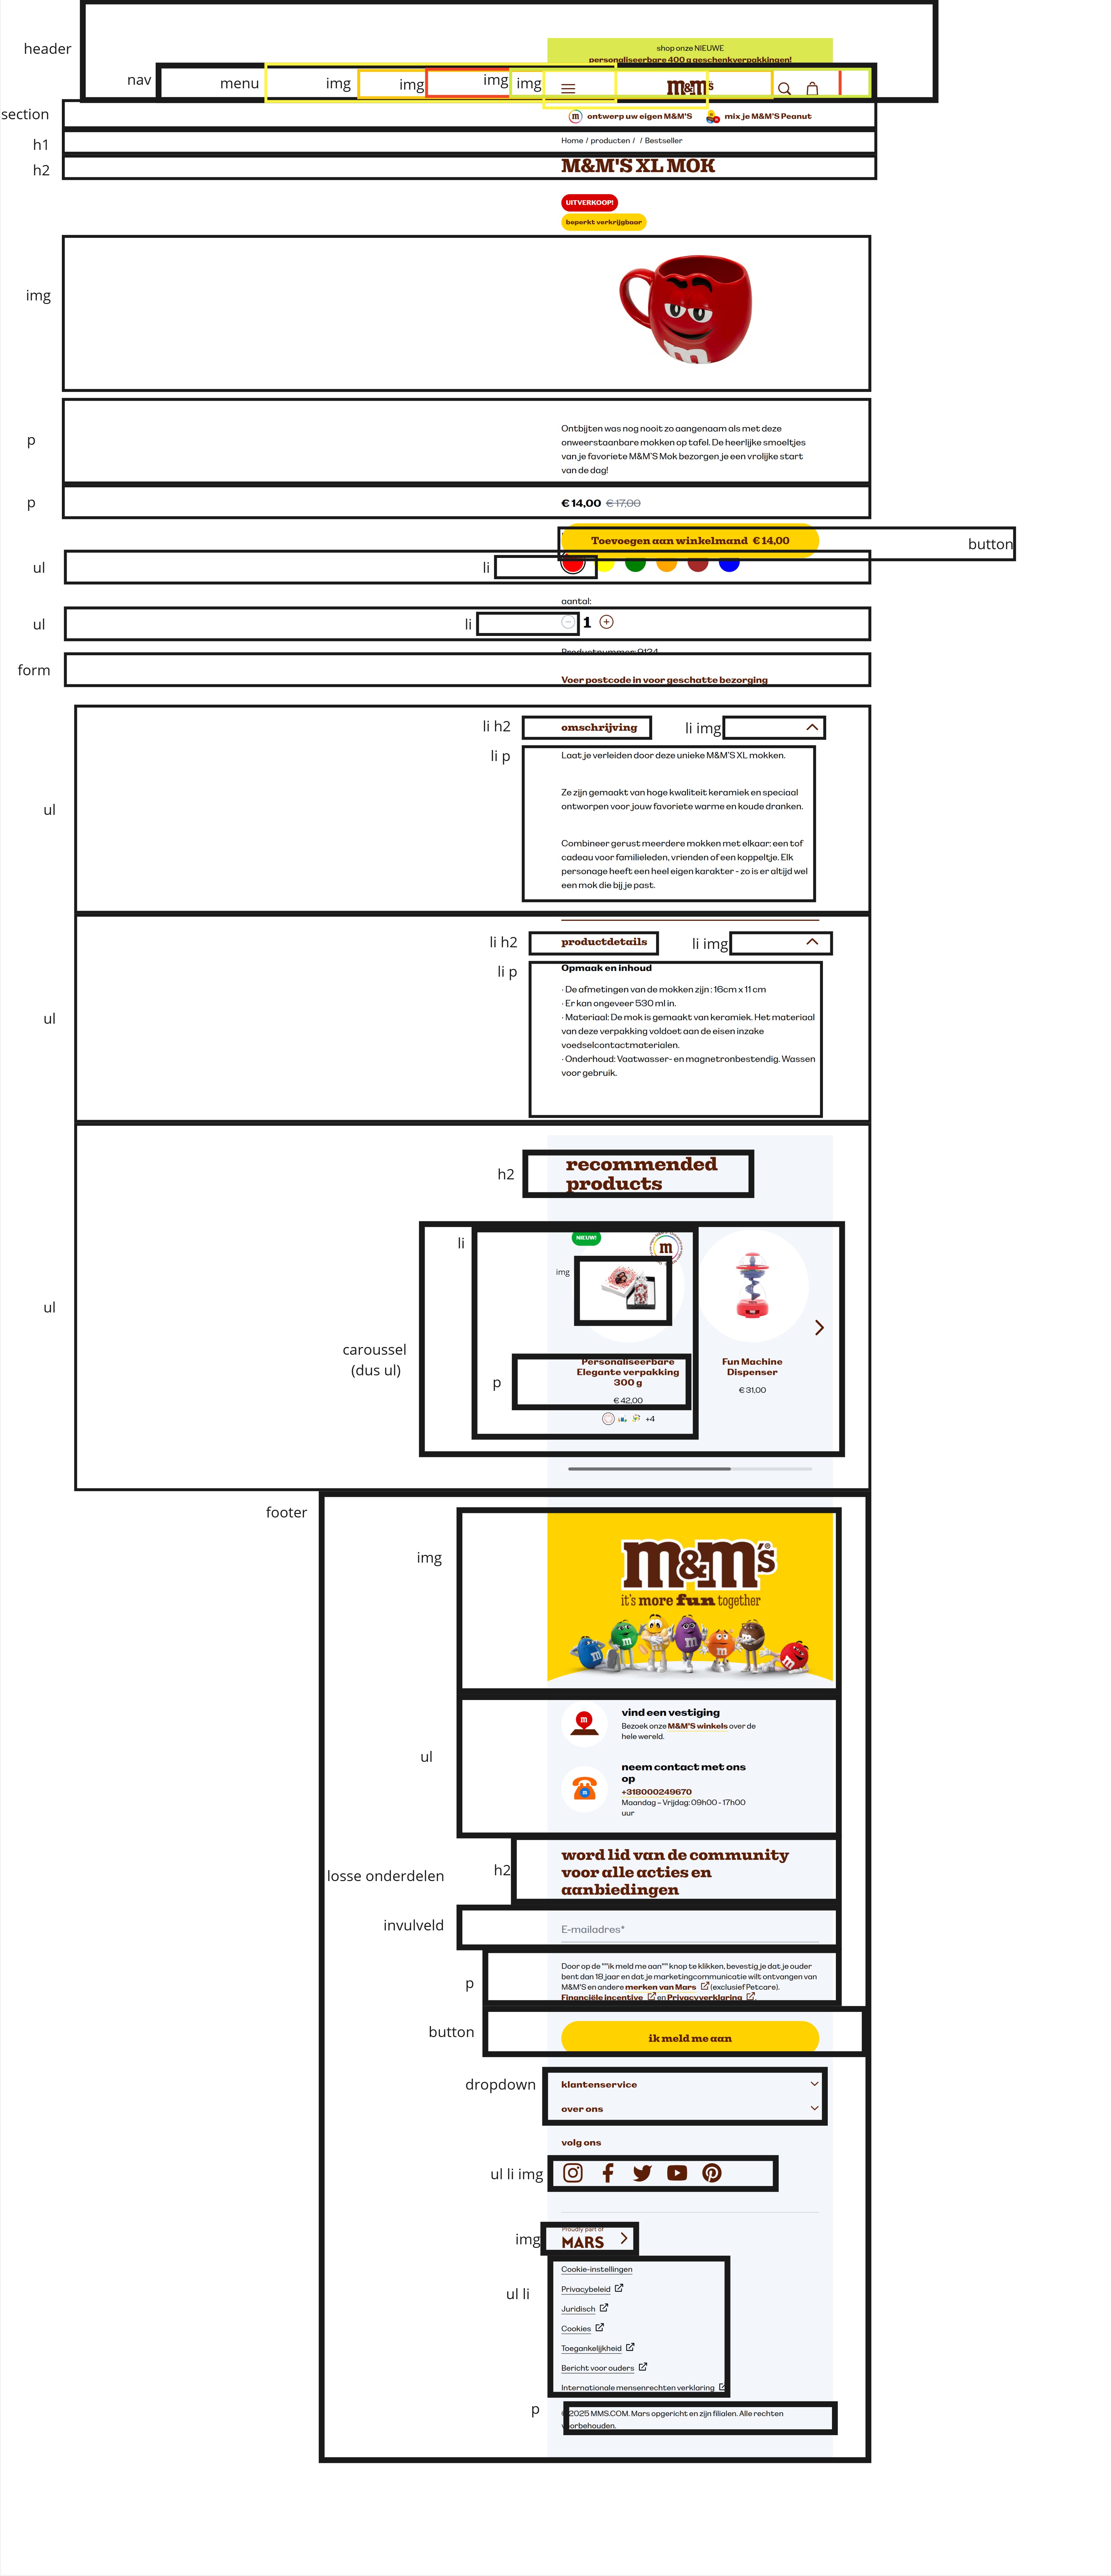 header
shop onze NIEUWE
personaliseerbare 400 g geschenkverpakkingen!
nav
menu
img
img
img
img
m&m's
section
m
ontwerp uw eigen M&M'S
mix je M&M'S Peanut
h1
Home / producten / / Bestseller
h2
M&M'S XL MOK
UITVERKOOP!
beperkt verkrijgbaar
img
m
p
Ontbijten was nog nooit zo aangenaam als met deze
onweerstaanbare mokken op tafel. De heerlijke smoeltjes
van je favoriete M&M'S Mok bezorgen je een vrolijke start
van de dag!
p
€ 14,00 € 17,00
Toevoegen aan winkelmand € 14,00
button
ul
li
aantal:
ul
li
1
Productnummer: 9124
form
Voer postcode in voor geschatte bezorging
li h2
omschrijving
li img
li p
Laat je verleiden door deze unieke M&M'S XL mokken.
Ze zijn gemaakt van hoge kwaliteit keramiek en speciaal
ontworpen voor jouw favoriete warme en koude dranken.
ul
Combineer gerust meerdere mokken met elkaar: een tof
cadeau voor familieleden, vrienden of een koppeltje. Elk
personage heeft een heel eigen karakter - zo is er altijd wel
een mok die bij je past.
li h2
productdetails
li img
li p
Opmaak en inhoud
· De afmetingen van de mokken zijn : 16cm x 11 cm
· Er kan ongeveer 530 ml in.
ul
· Materiaal: De mok is gemaakt van keramiek. Het materiaal
van deze verpakking voldoet aan de eisen inzake
voedselcontactmaterialen.
· Onderhoud: Vaatwasser- en magnetronbestendig. Wassen
voor gebruik.
h2
recommended
products
li
NIEUW!
m
img
ul
caroussel
(dus ul)
p
Personaliseerbare
Elegante verpakking
300 g
€ 42,00
+4
Fun Machine
Dispenser
€ 31,00
footer
img
m&m's
it's more fun together
ul
m
vind een vestiging
Bezoek onze M&M'S winkels over de
hele wereld.
neem contact met ons
op
+318000249670
Maandag – Vrijdag: 09h00 - 17h00
uur
losse onderdelen
h2
word lid van de community
voor alle acties en
aanbiedingen
invulveld
E-mailadres*
p
Door op de ""ik meld me aan"" knop te klikken, bevestig je dat je ouder
bent dan 18 jaar en dat je marketingcommunicatie wilt ontvangen van
M&M'S en andere merken van Mars (exclusief Petcare).
Financiële incentive en Privacyverklaring .
button
ik meld me aan
dropdown
klantenservice
over ons
volg ons
ul li img
img
Proudly part of
MARS
ul li
Cookie-instellingen
Privacybeleid
Juridisch
Cookies
Toegankelijkheid
Bericht voor ouders
Internationale mensenrechten verklaring
p
2025 MMS.COM. Mars opgericht en zijn filialen. Alle rechten
voorbehouden.